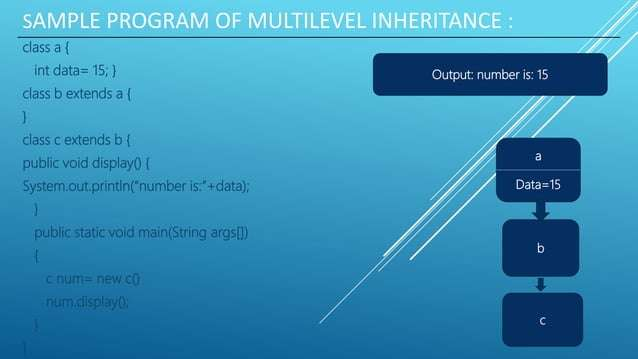 SAMPLE PROGRAM OF MULTILEVEL INHERITANCE :
class a {
int data= 15; }
class b extends a {
}
class c extends b {
public void display() {
System.out.println("number is:"+data);
}
public static void main(String args[])
{
c num= new c()
num.display();
}
}
Output: number is: 15
a
Data=15
b
c